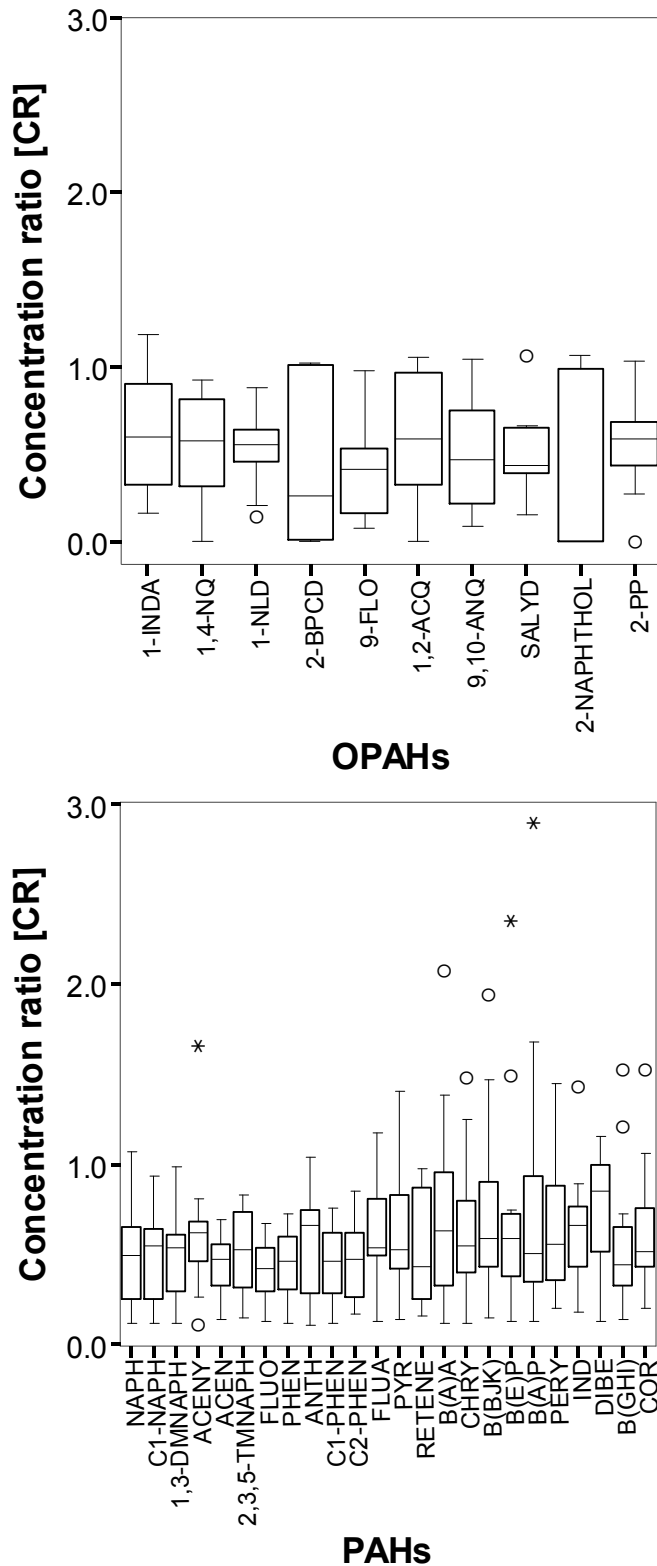 Concentration ratio [CR]
3.0
2.0
1.0
0.0
1-INDA
1,4-NQ
1-NLD
2-BPCD
9-FLO
1,2-ACQ
9,10-ANQ
SALYD
2-NAPHTHOL
2-PP
OPAHs
Concentration ratio [CR]
3.0
2.0
1.0
0.0
NAPH
C1-NAPH
1,3-DMNAPH
ACENY
ACEN
2,3,5-TMNAPH
FLUO
PHEN
ANTH
C1-PHEN
C2-PHEN
FLUA
PYR
RETENE
B(A)A
CHRY
B(BJK)
B(E)P
B(A)P
PERY
IND
DIBE
B(GHI)
COR
PAHs